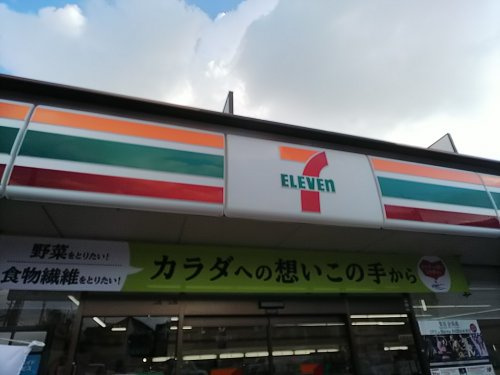 7
ELEVEn
野菜をとりたい!
食物繊維をとりたい!
カラダへの想いこの手から